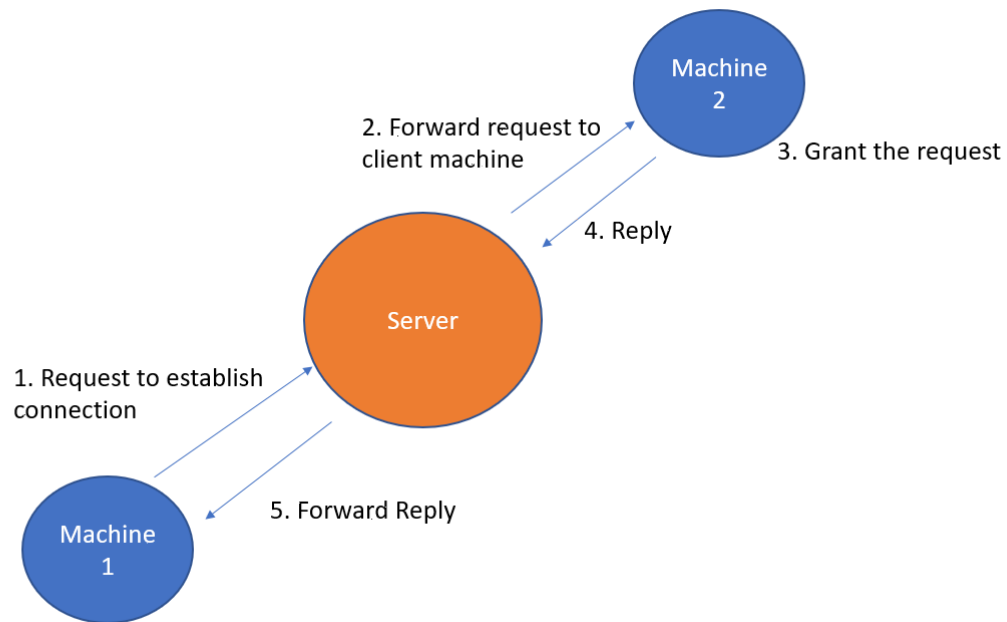 Machine
2
2. Forward request to
client machine
3. Grant the request
4. Reply
Server
1. Request to establish
connection
5. Forward Reply
Machine
1